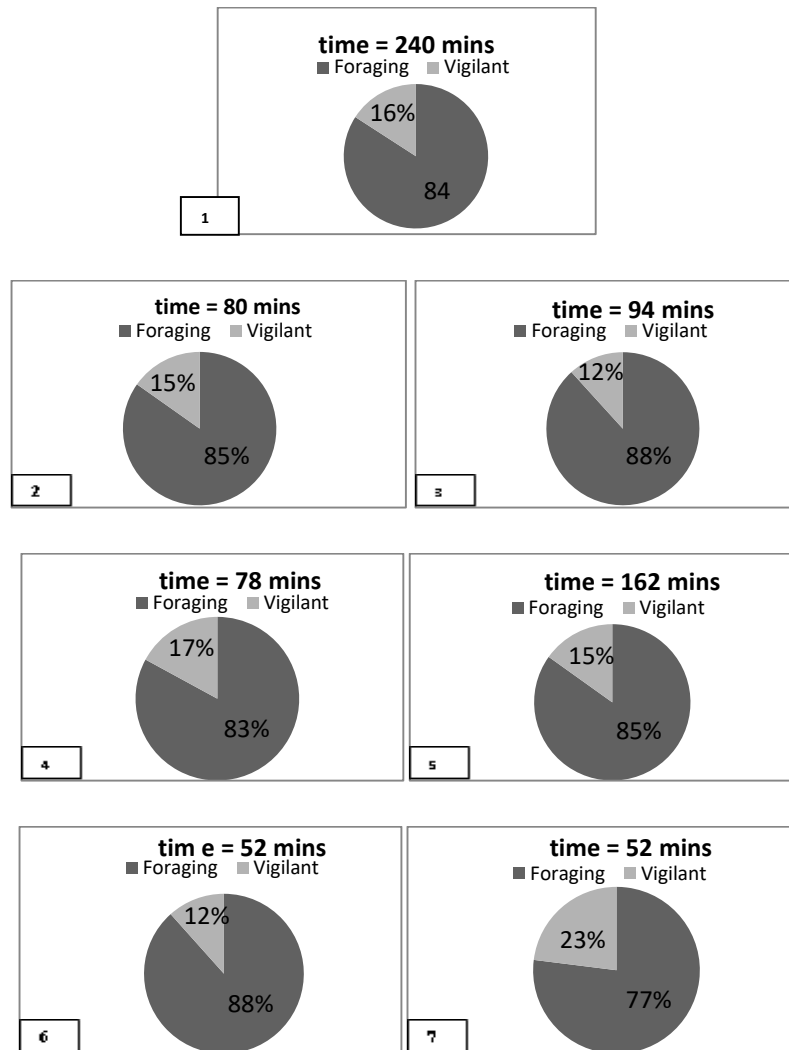 time = 240 mins
Foraging Vigilant
16%
84
1
time = 80 mins
Foraging Vigilant
15%
85%
2
time = 94 mins
Foraging Vigilant
12%
88%
3
time = 78 mins
Foraging Vigilant
17%
83%
4
time = 162 mins
Foraging Vigilant
15%
85%
5
tim e = 52 mins
Foraging Vigilant
12%
88%
6
time = 52 mins
Foraging Vigilant
23%
77%
7